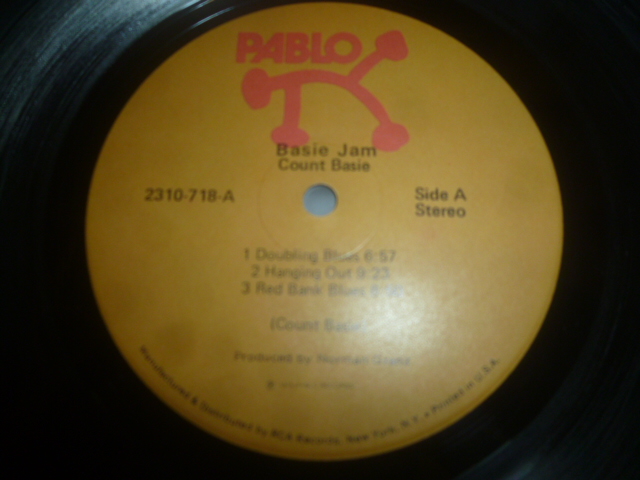 PABLO
Basie Jam
Count Basie
2310-718-A
Side A
Stereo
1 Doubling Blues 6:57
2 Hanging Out 9:23
3 Red Bank Blues
(Count Basie)
Produced by Norman Granz
Manufactured & Distributed by RCA Records, New York, N.Y. • Printed in U.S.A.